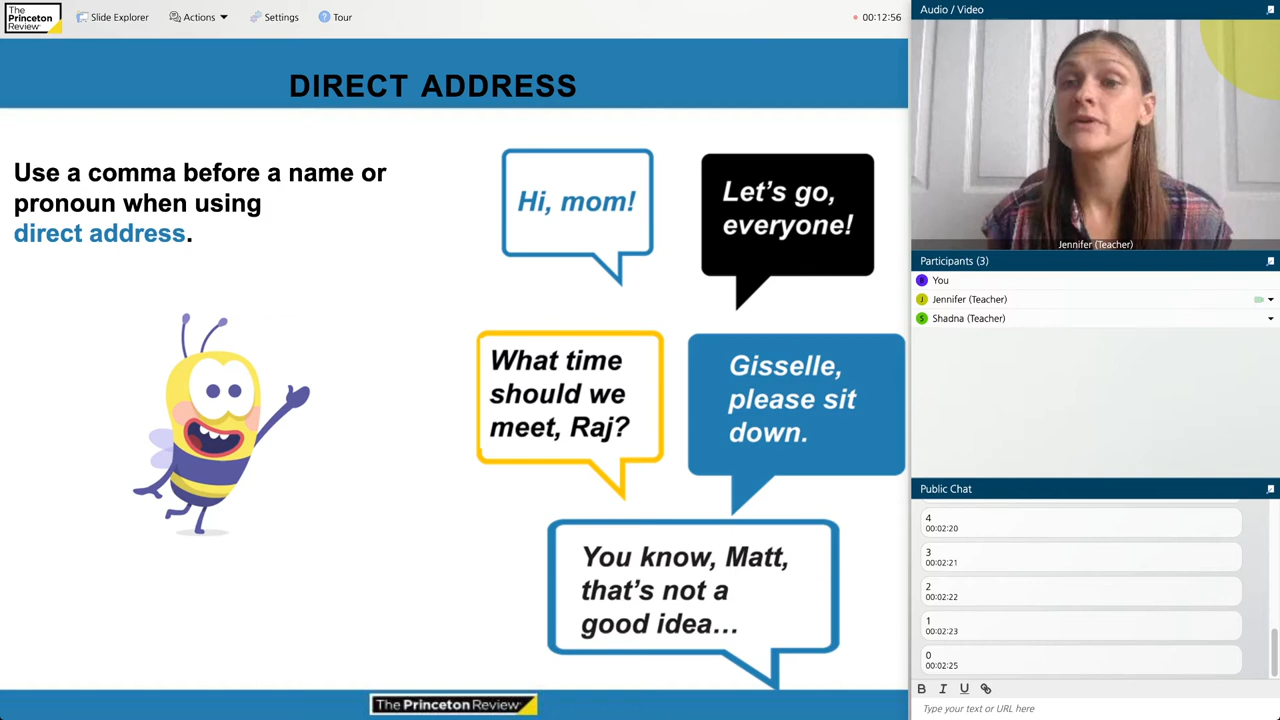 The
Princeton
Review
Slide Explorer
Actions
Settings
Tour
00:12:56
DIRECT ADDRESS
Use a comma before a name or
pronoun when using
direct address.
Hi, mom!
Let's go,
everyone!
What time
should we
meet, Raj?
Gisselle,
please sit
down.
You know, Matt,
that's not a
good idea…
The Princeton Review
Audio / Video
Jennifer (Teacher)
Participants (3)
B You
J Jennifer (Teacher)
S Shadna (Teacher)
Public Chat
4
00:02:20
3
00:02:21
2
00:02:22
1
00:02:23
0
00:02:25
B I U
Type your text or URL here